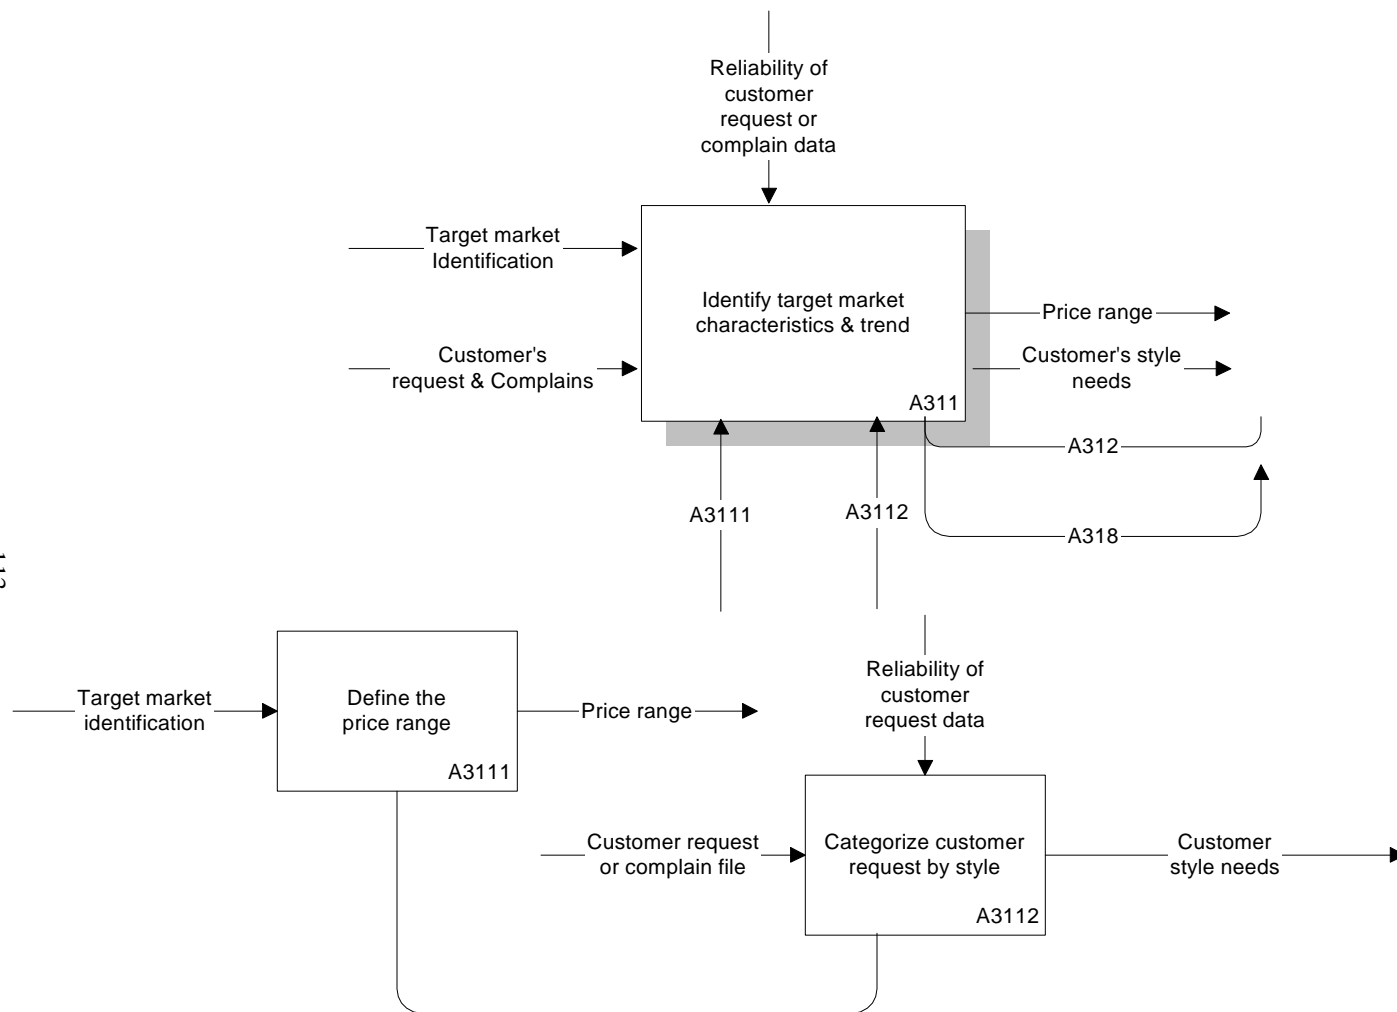 Reliability of
customer
request or
complain data
Target market
Identification
Identify target market
characteristics & trend
Price range
Customer's
request & Complains
Customer's style
needs
A311
A312
A3111
A3112
A318
Reliability of
customer
request data
Target market
identification
Define the
price range
Price range
A3111
Customer request
or complain file
Categorize customer
request by style
Customer
style needs
A3112